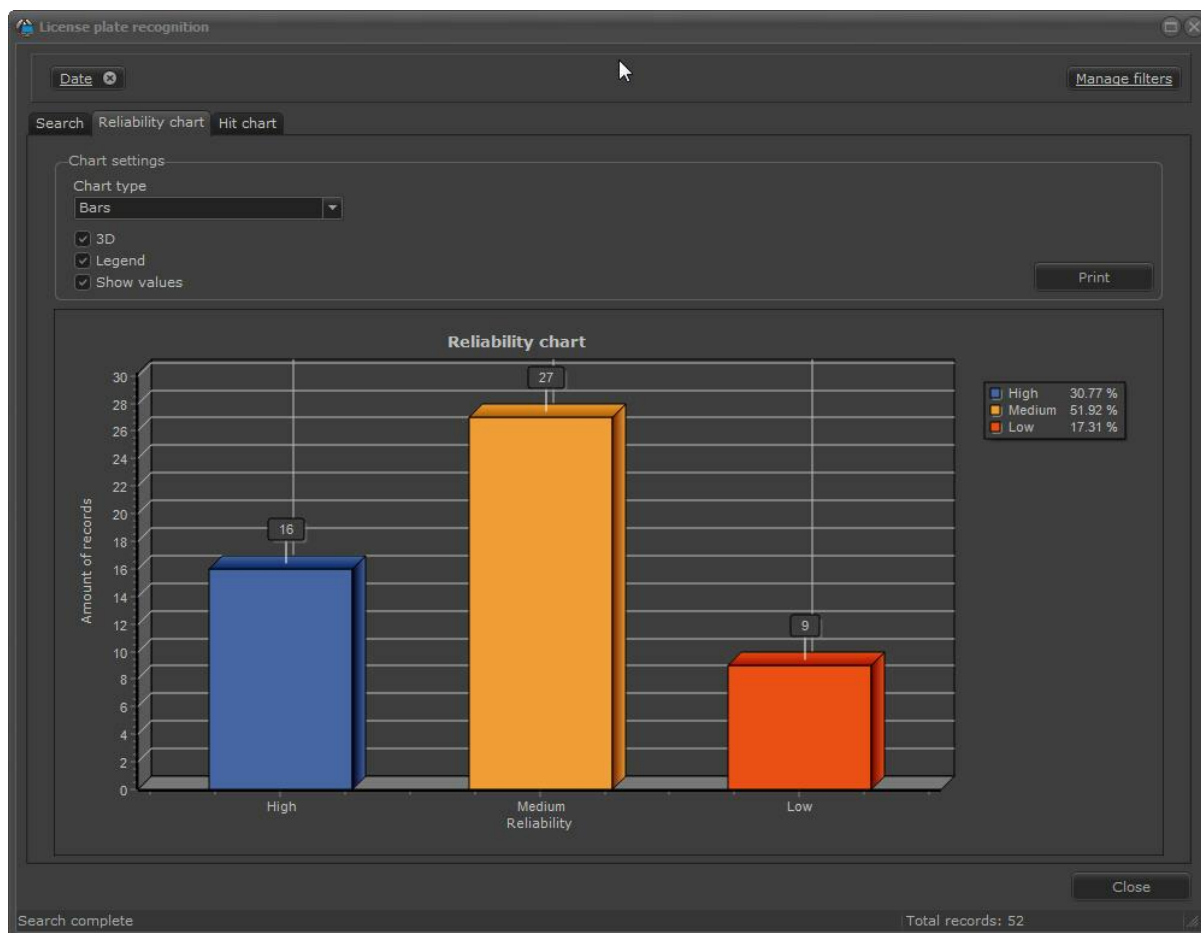 License plate recognition
Date
Manage filters
Search Reliability chart Hit chart
Chart settings
Chart type
Bars
3D
Legend
Show values
Print
Reliability chart
30
28
26
24
22
20
18
16
14
12
10
8
6
4
2
0
Amount of records
16
27
9
High 30.77 %
Medium 51.92 %
Low 17.31 %
High Medium Low
Reliability
Close
Search complete Total records: 52